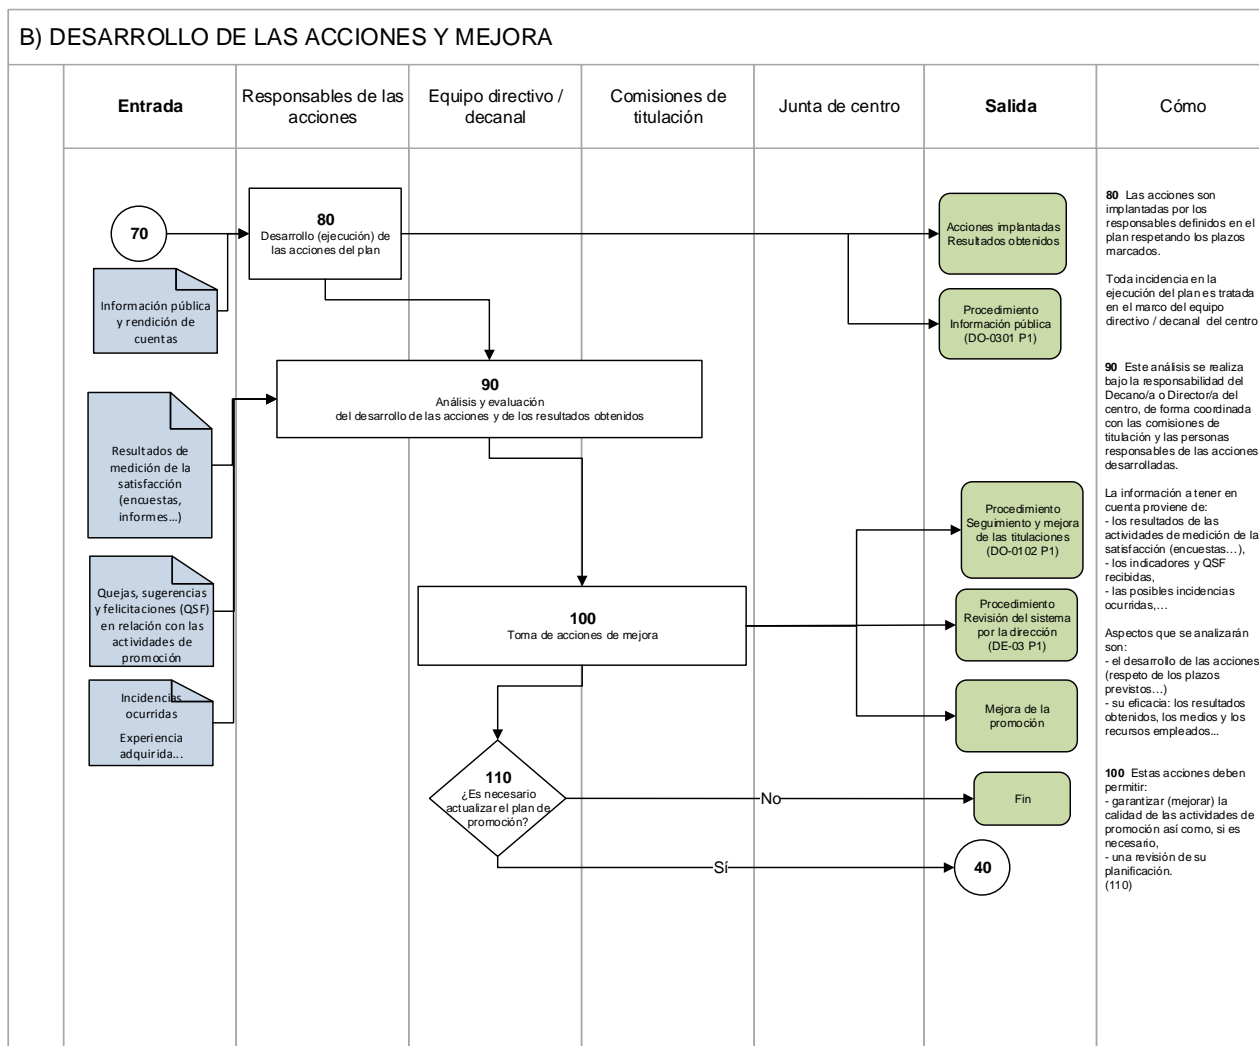 B) DESARROLLO DE LAS ACCIONES Y MEJORA
Entrada
Responsables de las
acciones
Equipo directivo /
decanal
Comisiones de
titulación
Junta de centro
Salida
Cómo
70
Información pública
y rendición de
cuentas
80
Desarrollo (ejecución) de
las acciones del plan
Acciones implantadas
Resultados obtenidos
Procedimiento
Información pública
(DO-0301 P1)
90
Análisis y evaluación
del desarrollo de las acciones y de los resultados obtenidos
Resultados de
medición de la
satisfacción
(encuestas,
informes...)
Quejas, sugerencias
y felicitaciones (QSF)
en relación con las
actividades de
promoción
Incidencias
ocurridas
Experiencia
adquirida...
100
Toma de acciones de mejora
Procedimiento
Seguimiento y mejora
de las titulaciones
(DO-0102 P1)
Procedimiento
Revisión del sistema
por la dirección
(DE-03 P1)
Mejora de la
promoción
110
¿Es necesario
actualizar el plan de
promoción?
No
Fin
Sí
40
80 Las acciones son
implantadas por los
responsables definidos en el
plan respetando los plazos
marcados.
Toda incidencia en la
ejecución del plan es tratada
en el marco del equipo
directivo / decanal del centro
90 Este análisis se realiza
bajo la responsabilidad del
Decano/a o Director/a del
centro, de forma coordinada
con las comisiones de
titulación y las personas
responsables de las acciones
desarrolladas.
La información a tener en
cuenta proviene de:
- los resultados de las
actividades de medición de la
satisfacción (encuestas…),
- los indicadores y QSF
recibidas,
- las posibles incidencias
ocurridas,…
Aspectos que se analizarán
son:
- el desarrollo de las acciones
(respeto de los plazos
previstos…)
- su eficacia: los resultados
obtenidos, los medios y los
recursos empleados...
100 Estas acciones deben
permitir:
- garantizar (mejorar) la
calidad de las actividades de
promoción así como, si es
necesario,
- una revisión de su
planificación.
(110)